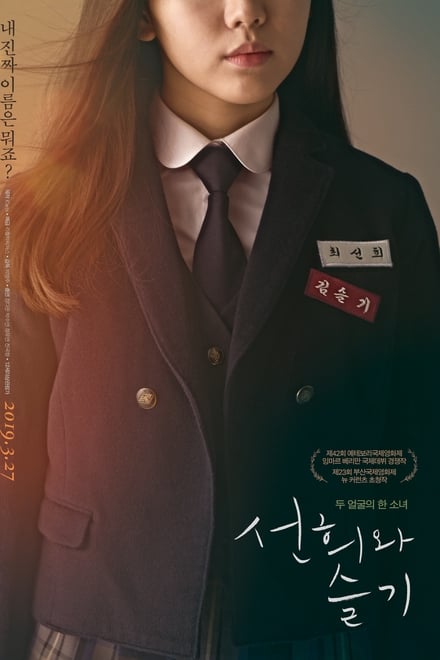 내 진짜 이름은 뭐죠?
최선희
김슬기
2019.3.27
제42회 예테보리국제영화제
잉마르 베리만 국제데뷔 경쟁작
제23회 부산국제영화제
뉴 커런츠 초청작
두 얼굴의 한 소녀
선희와
슬기